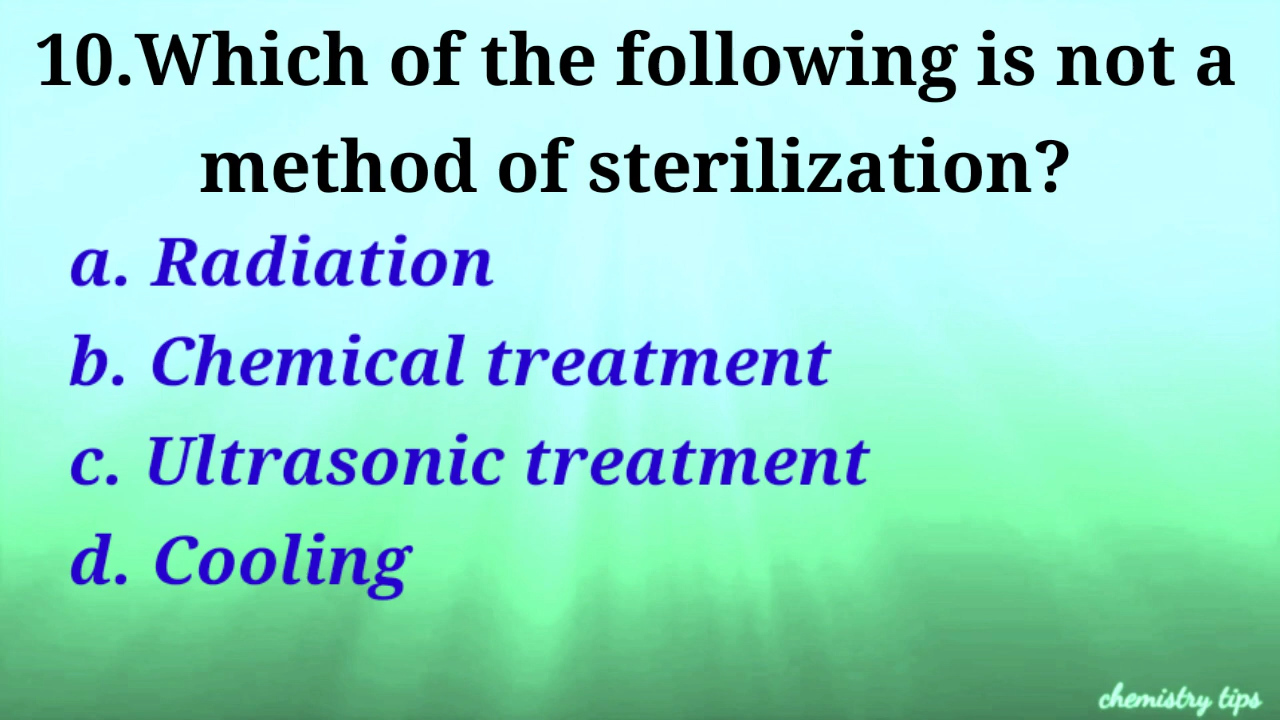 10.Which of the following is not a
method of sterilization?
a. Radiation
b. Chemical treatment
c. Ultrasonic treatment
d. Cooling
chemistry tips